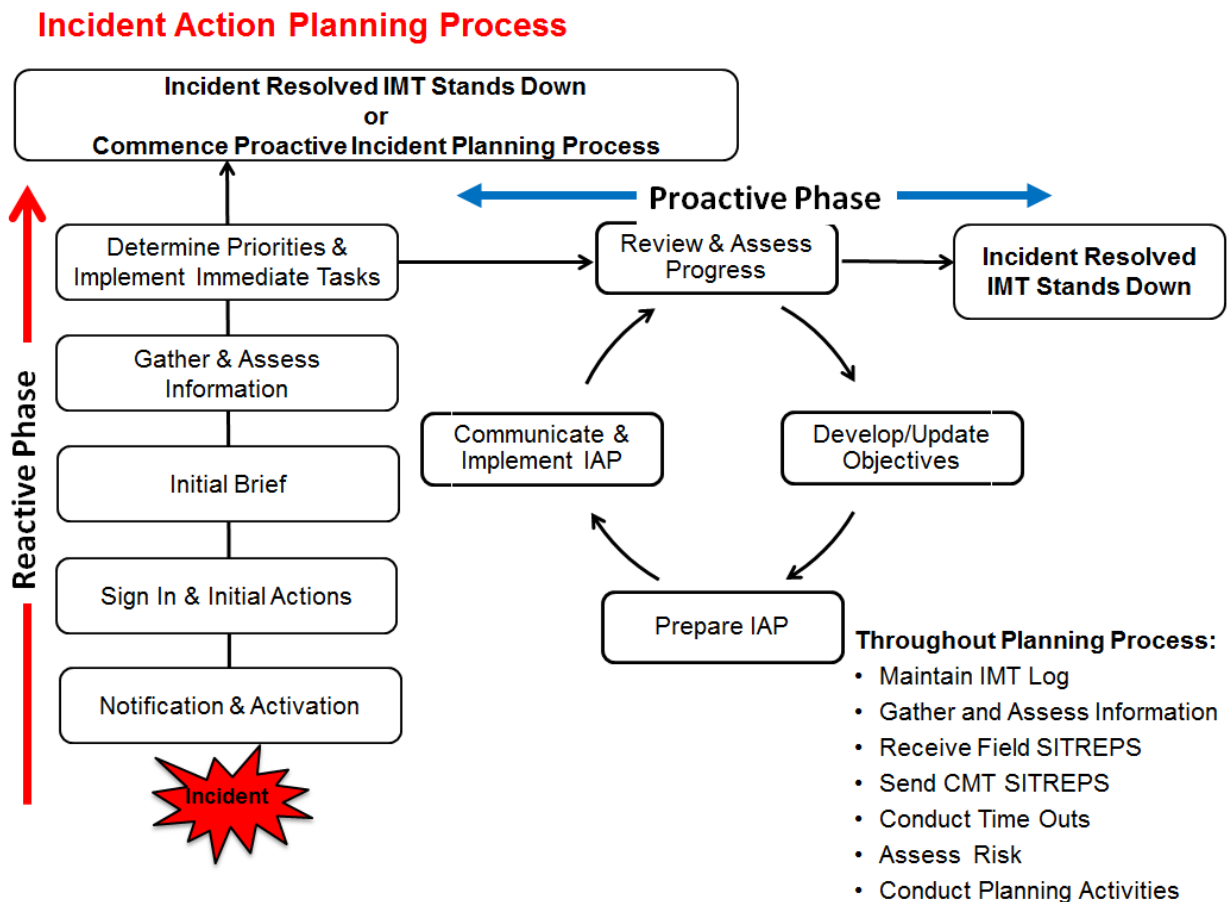 Incident Action Planning Process
Incident Resolved IMT Stands Down
or
Commence Proactive Incident Planning Process
Reactive Phase
Determine Priorities &
Implement Immediate Tasks
Gather & Assess
Information
Initial Brief
Sign In & Initial Actions
Notification & Activation
Incident
Proactive Phase
Review & Assess
Progress
Incident Resolved
IMT Stands Down
Develop/Update
Objectives
Prepare IAP
Communicate &
Implement IAP
Throughout Planning Process:
• Maintain IMT Log
• Gather and Assess Information
• Receive Field SITREPS
• Send CMT SITREPS
• Conduct Time Outs
• Assess Risk
• Conduct Planning Activities